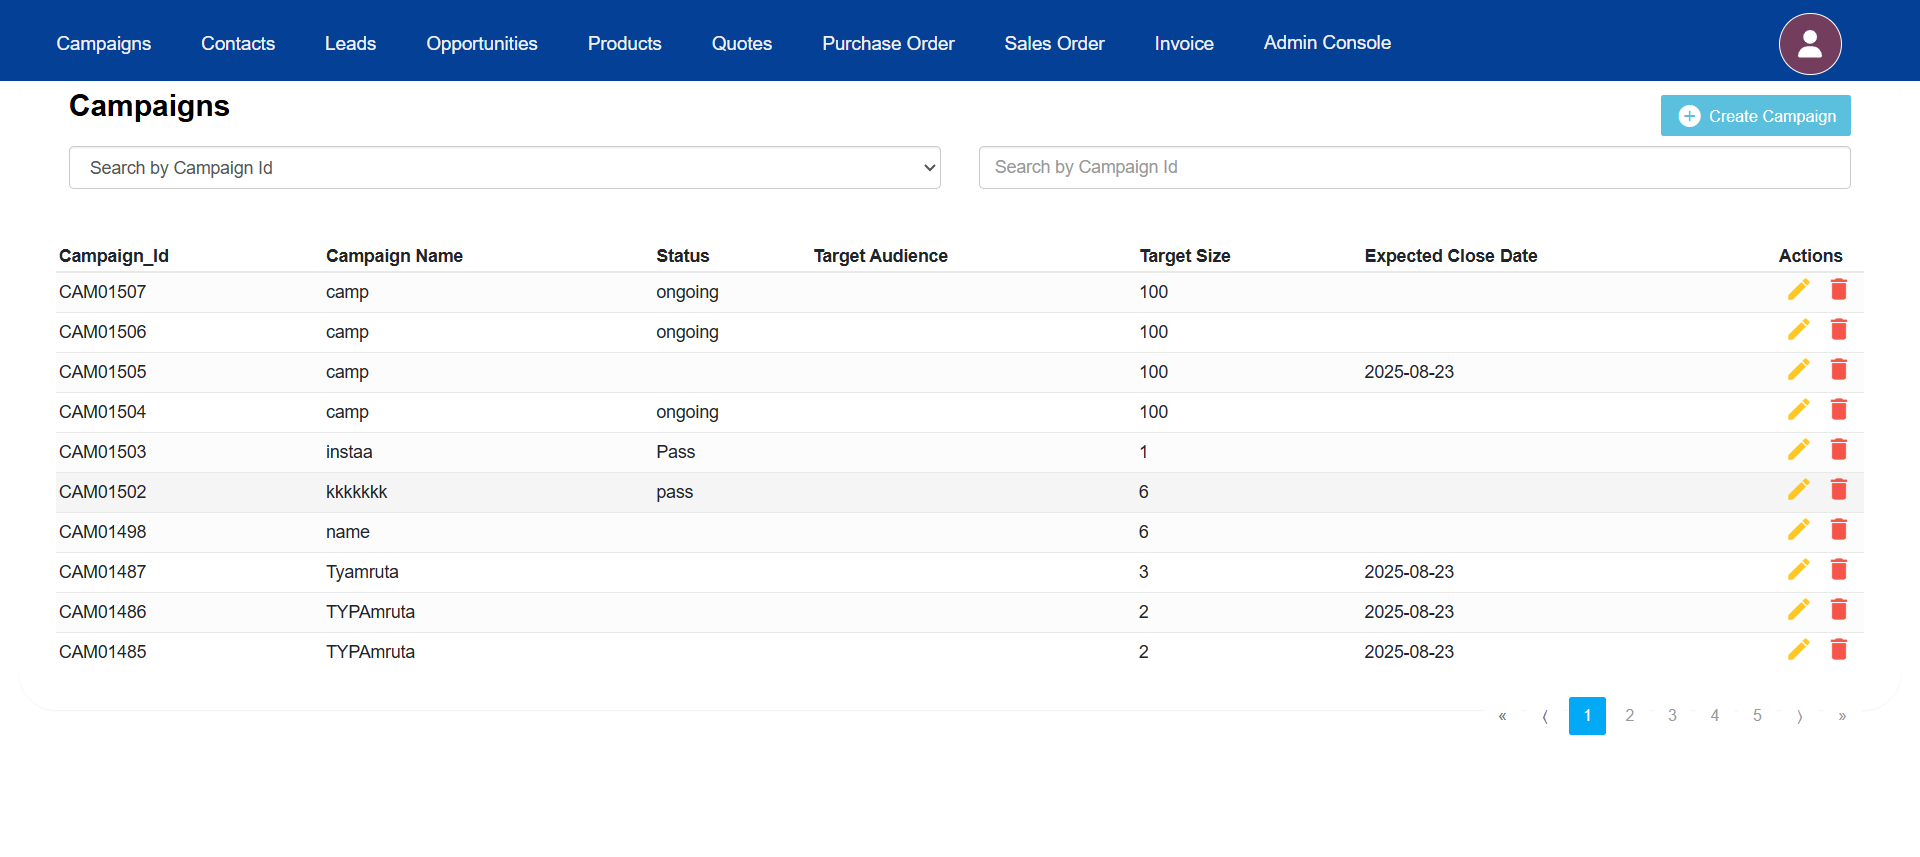 Campaigns Contacts Leads Opportunities Products Quotes Purchase Order Sales Order Invoice Admin Console
Campaigns
Create Campaign
Search by Campaign Id Search by Campaign Id
Campaign_Id Campaign Name Status Target Audience Target Size Expected Close Date Actions
CAM01507 camp ongoing 100
CAM01506 camp ongoing 100
CAM01505 camp 100 2025-08-23
CAM01504 camp ongoing 100
CAM01503 instaa Pass 1
CAM01502 kkkkkkk pass 6
CAM01498 name 6
CAM01487 Tyamruta 3 2025-08-23
CAM01486 TYPAmruta 2 2025-08-23
CAM01485 TYPAmruta 2 2025-08-23
« ⟨ 1 2 3 4 5 ⟩ »